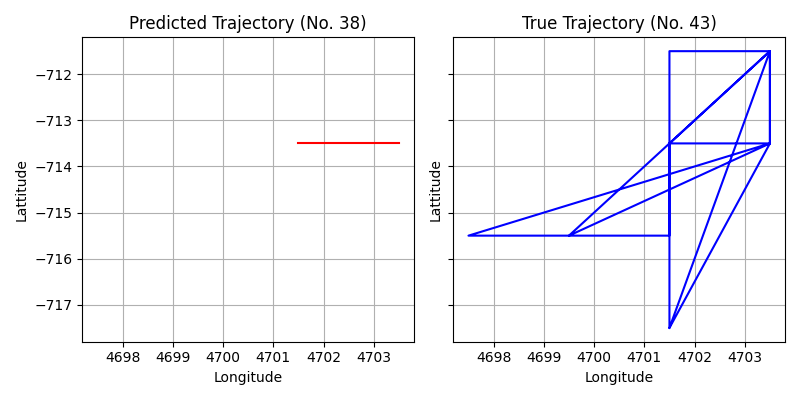 Predicted Trajectory (No. 38)
True Trajectory (No. 43)
Lattitude
−712
−713
−714
−715
−716
−717
Lattitude
4698 4699 4700 4701 4702 4703
4698 4699 4700 4701 4702 4703
Longitude
Longitude